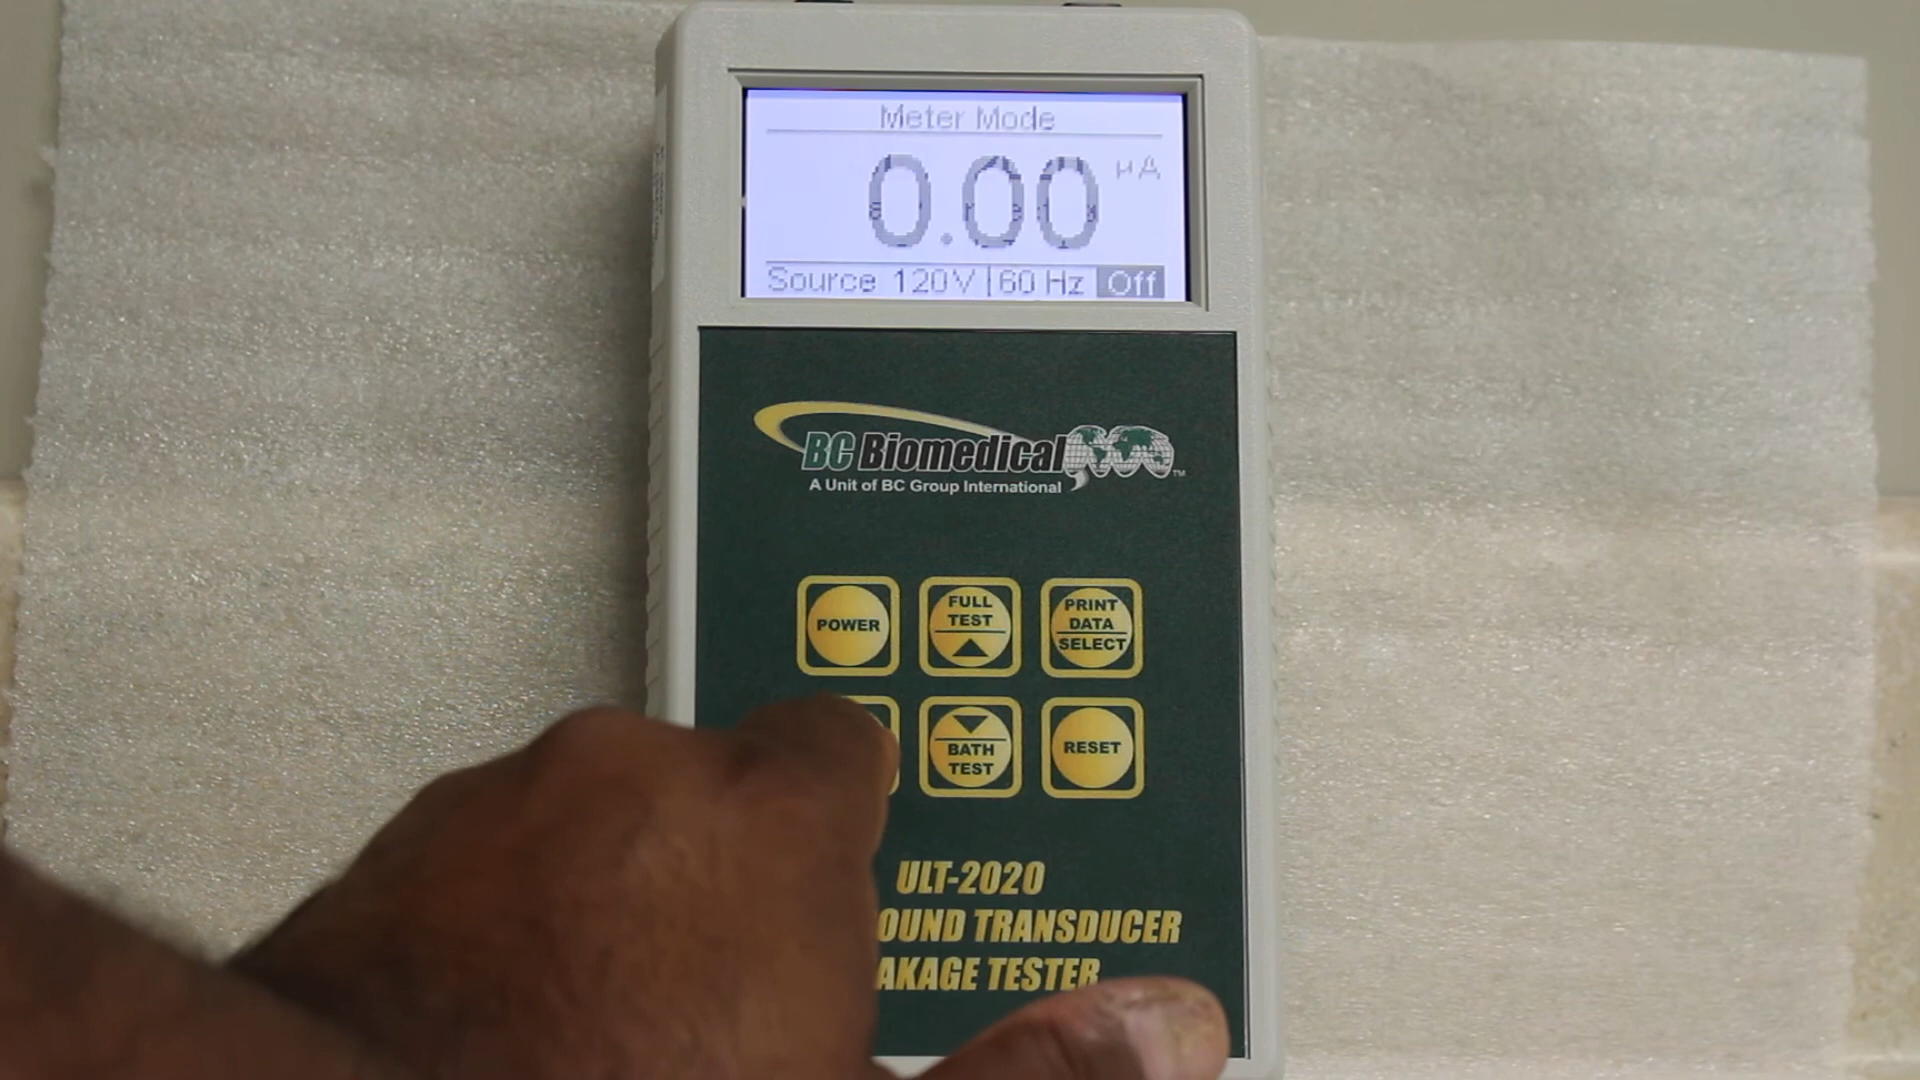 Meter Mode
0.00 µA
Source 120V | 60 Hz Off
BC Biomedical™
A Unit of BC Group International
POWER
FULL
TEST
PRINT
DATA
SELECT
BATH
TEST
RESET
ULT-2020
OUND TRANSDUCER
AKAGE TESTER